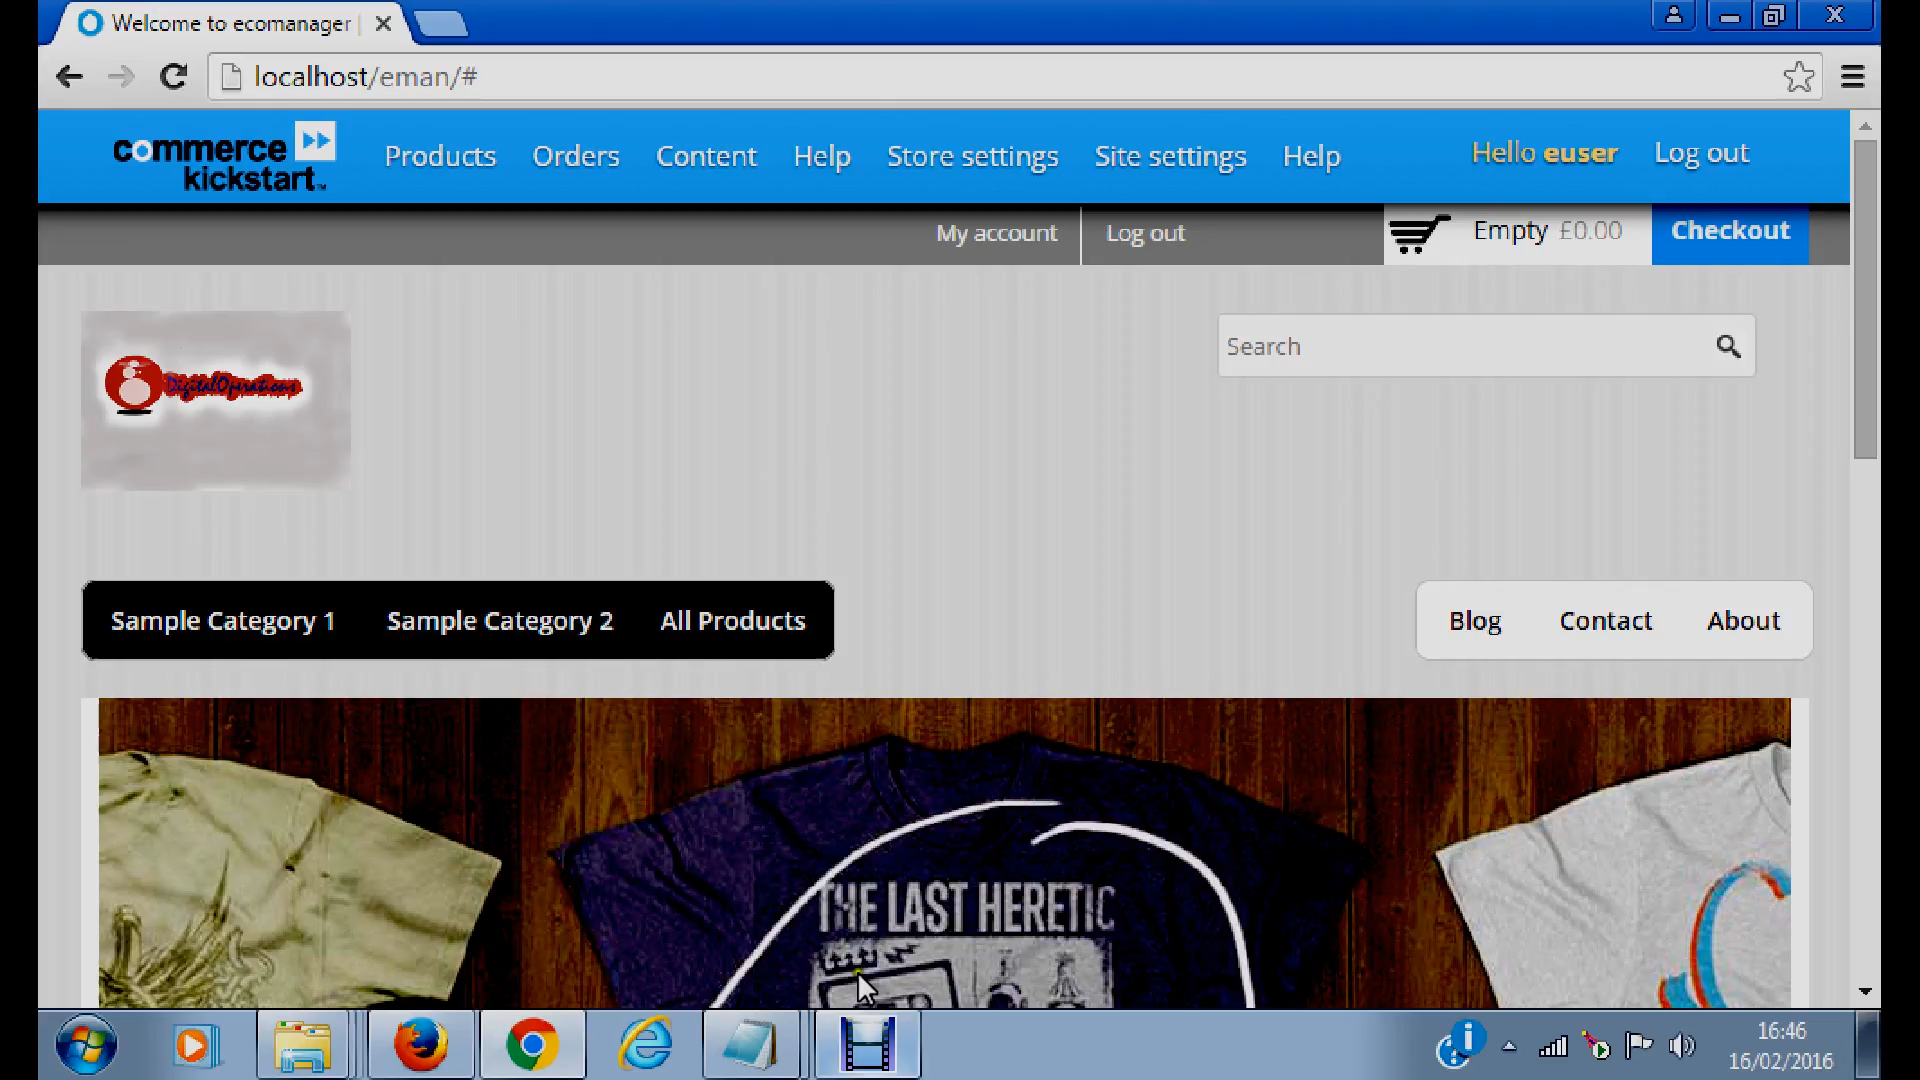 Welcome to ecomanager
localhost/eman/#
commerce kickstart™
Products Orders Content Help Store settings Site settings Help
Hello euser Log out
My account Log out
Empty £0.00 Checkout
DigitalOperations
Search
Sample Category 1 Sample Category 2 All Products
Blog Contact About
THE LAST HERETIC
16:46
16/02/2016